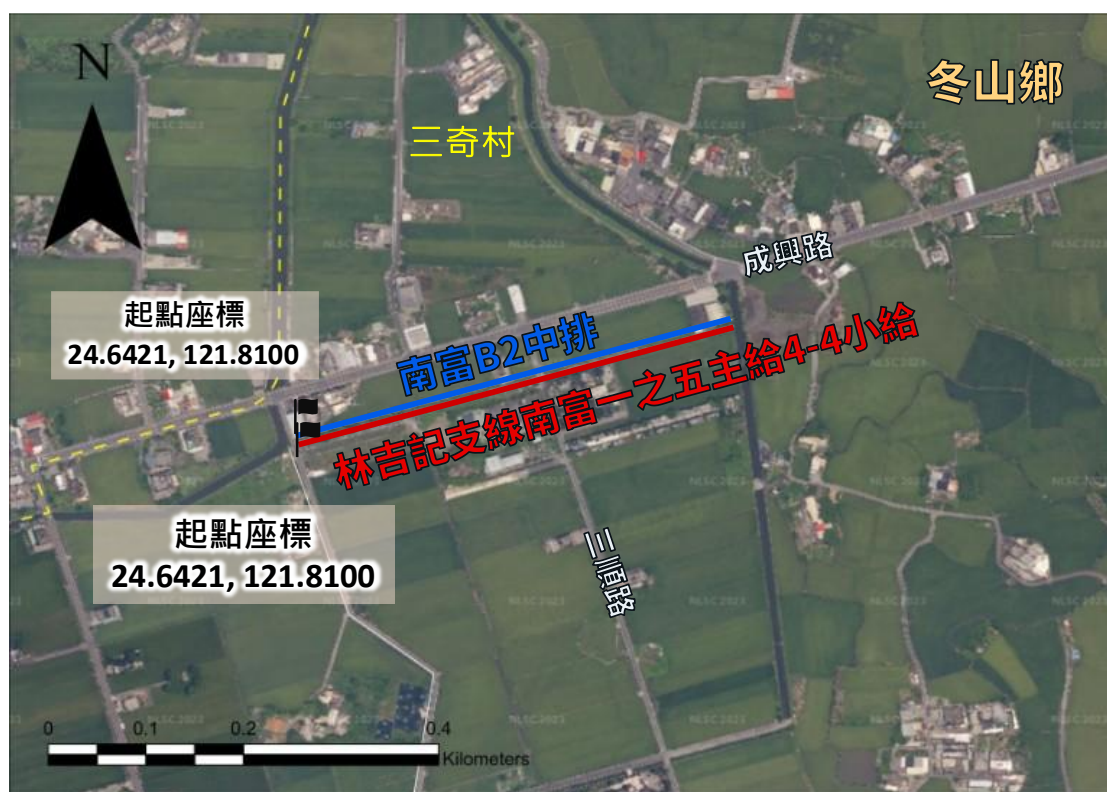 N
冬山鄉
三奇村
成興路
起點座標
24.6421, 121.8100
南富B2中排
林吉記支線南富一之五主給4-4小給
起點座標
24.6421, 121.8100
三順路
0 0.1 0.2 0.4
Kilometers
NLSC 2023